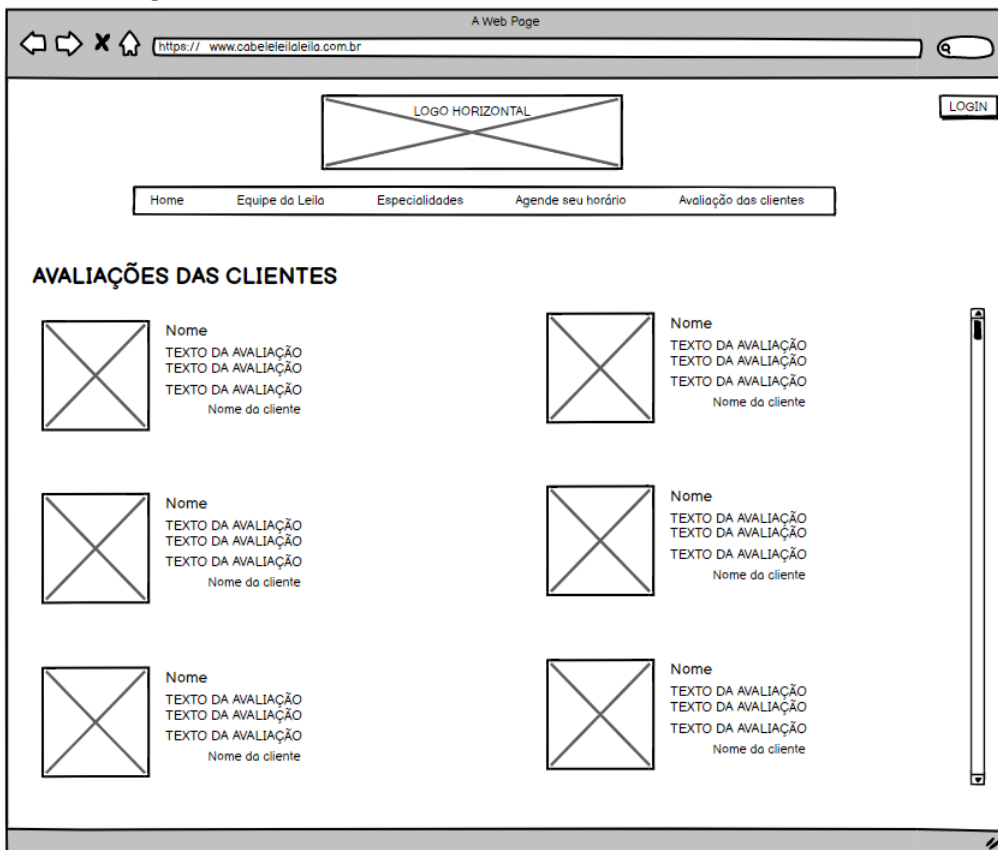 A Web Page
https:// www.cabeleleilaleila.com.br
LOGO HORIZONTAL
LOGIN
Home Equipe da Leila Especialidades Agende seu horário Avaliação das clientes
AVALIAÇÕES DAS CLIENTES
Nome
TEXTO DA AVALIAÇÃO
TEXTO DA AVALIAÇÃO
TEXTO DA AVALIAÇÃO
Nome da cliente
Nome
TEXTO DA AVALIAÇÃO
TEXTO DA AVALIAÇÃO
TEXTO DA AVALIAÇÃO
Nome da cliente
Nome
TEXTO DA AVALIAÇÃO
TEXTO DA AVALIAÇÃO
TEXTO DA AVALIAÇÃO
Nome da cliente
Nome
TEXTO DA AVALIAÇÃO
TEXTO DA AVALIAÇÃO
TEXTO DA AVALIAÇÃO
Nome da cliente
Nome
TEXTO DA AVALIAÇÃO
TEXTO DA AVALIAÇÃO
TEXTO DA AVALIAÇÃO
Nome da cliente
Nome
TEXTO DA AVALIAÇÃO
TEXTO DA AVALIAÇÃO
TEXTO DA AVALIAÇÃO
Nome da cliente